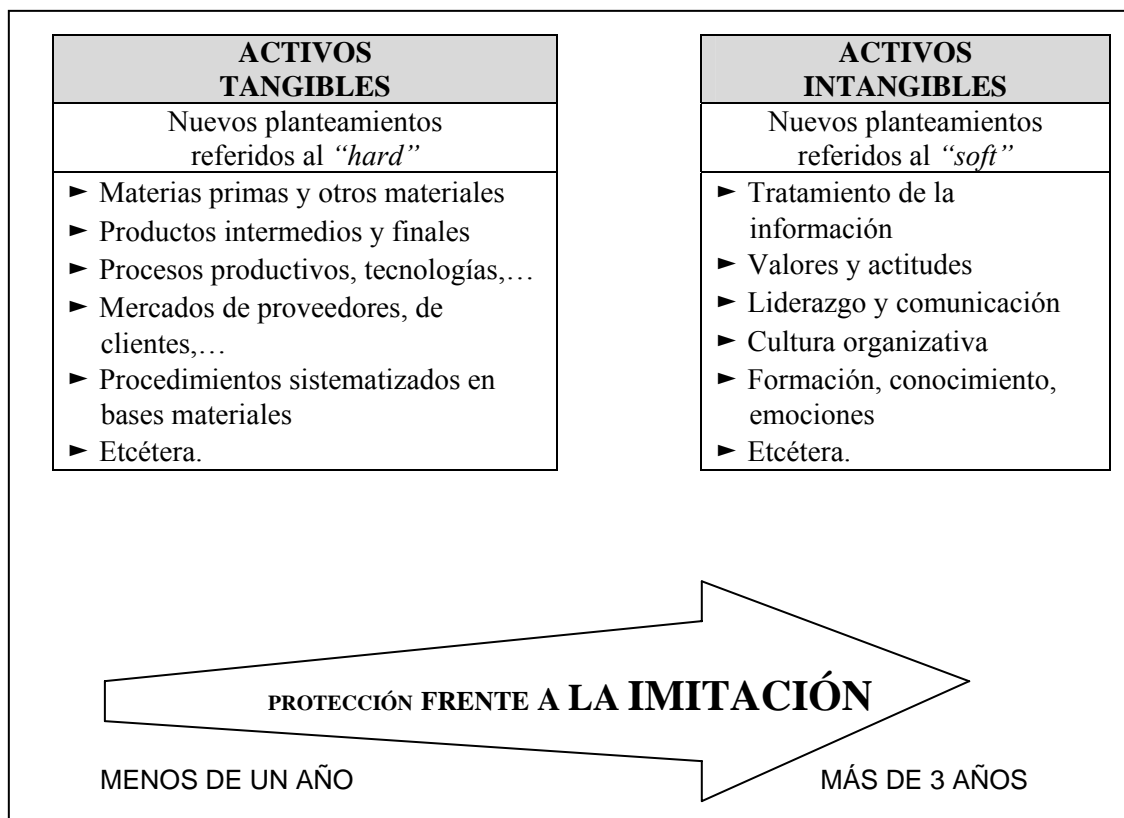 ACTIVOS
TANGIBLES
Nuevos planteamientos
referidos al “hard”
► Materias primas y otros materiales
► Productos intermedios y finales
► Procesos productivos, tecnologías,…
► Mercados de proveedores, de
clientes,…
► Procedimientos sistematizados en
bases materiales
► Etcétera.
ACTIVOS
INTANGIBLES
Nuevos planteamientos
referidos al “soft”
► Tratamiento de la
información
► Valores y actitudes
► Liderazgo y comunicación
► Cultura organizativa
► Formación, conocimiento,
emociones
► Etcétera.
PROTECCIÓN FRENTE A LA IMITACIÓN
MENOS DE UN AÑO
MÁS DE 3 AÑOS